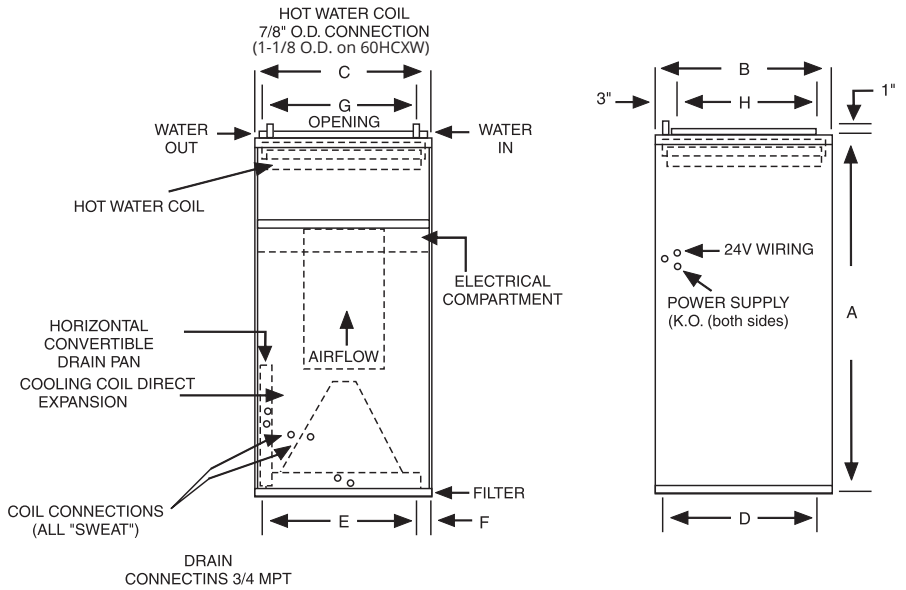 HOT WATER COIL
7/8" O.D. CONNECTION
(1-1/8 O.D. on 60HCXW)
C
G
OPENING
WATER
OUT
WATER
IN
HOT WATER COIL
ELECTRICAL
COMPARTMENT
HORIZONTAL
CONVERTIBLE
DRAIN PAN
AIRFLOW
COOLING COIL DIRECT
EXPANSION
COIL CONNECTIONS
(ALL "SWEAT")
FILTER
E
F
DRAIN
CONNECTINS 3/4 MPT
B
3"
H
1"
24V WIRING
POWER SUPPLY
(K.O. (both sides)
A
D